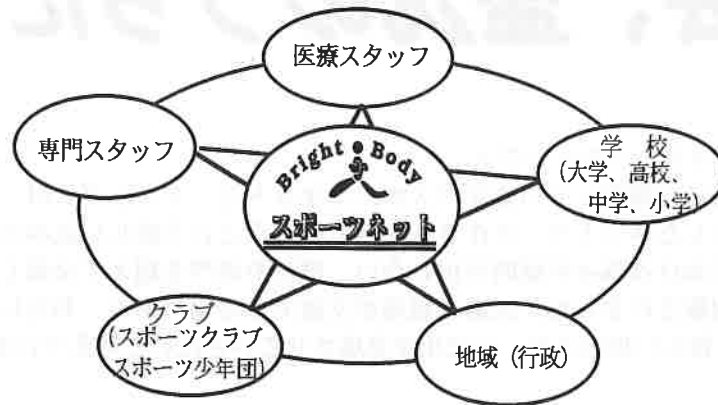 医療スタッフ
専門スタッフ
学 校
(大学、高校、
中学、小学)
Bright Body
スポーツネット
クラブ
(スポーツクラブ
スポーツ少年団)
地域(行政)